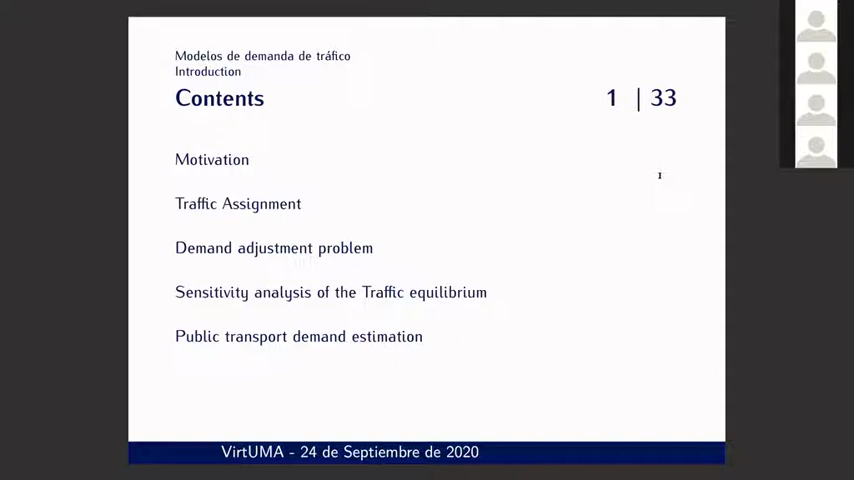 Modelos de demanda de tráfico
Introduction
Contents 1 | 33
Motivation
Traffic Assignment
Demand adjustment problem
Sensitivity analysis of the Traffic equilibrium
Public transport demand estimation
VirtUMA - 24 de Septiembre de 2020